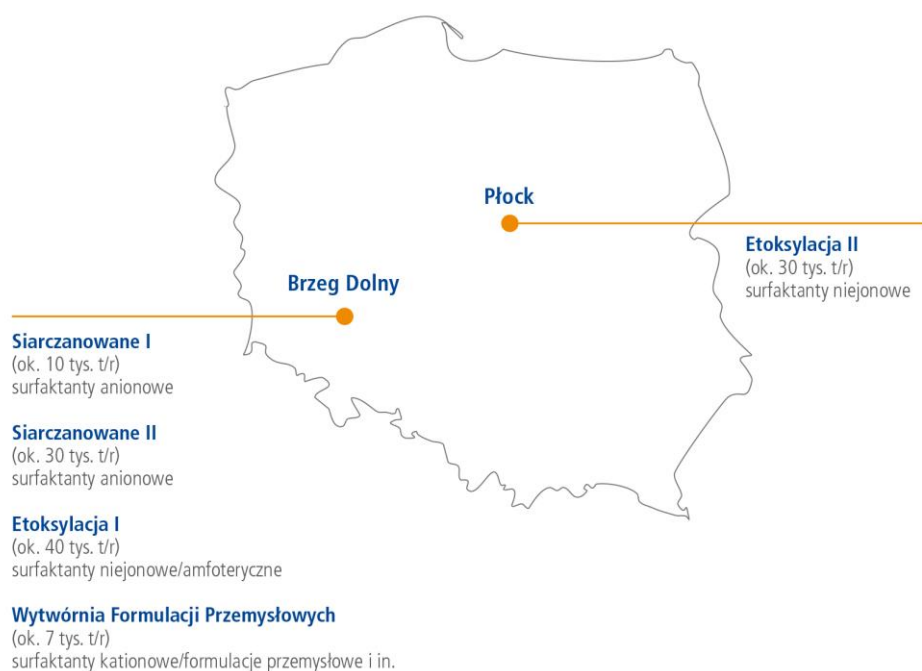 Płock
Etoksylacja II
(ok. 30 tys. t/r)
surfaktanty niejonowe
Brzeg Dolny
Siarczanowane I
(ok. 10 tys. t/r)
surfaktanty anionowe
Siarczanowane II
(ok. 30 tys. t/r)
surfaktanty anionowe
Etoksylacja I
(ok. 40 tys. t/r)
surfaktanty niejonowe/amfoteryczne
Wytwórnia Formulacji Przemysłowych
(ok. 7 tys. t/r)
surfaktanty kationowe/formulacje przemysłowe i in.